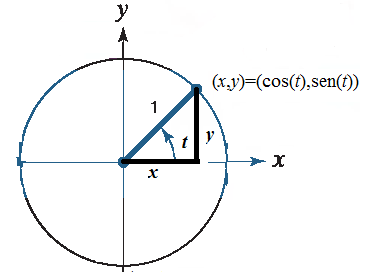 y
(x,y)=(cos(t),sen(t))
1
t
y
x
x